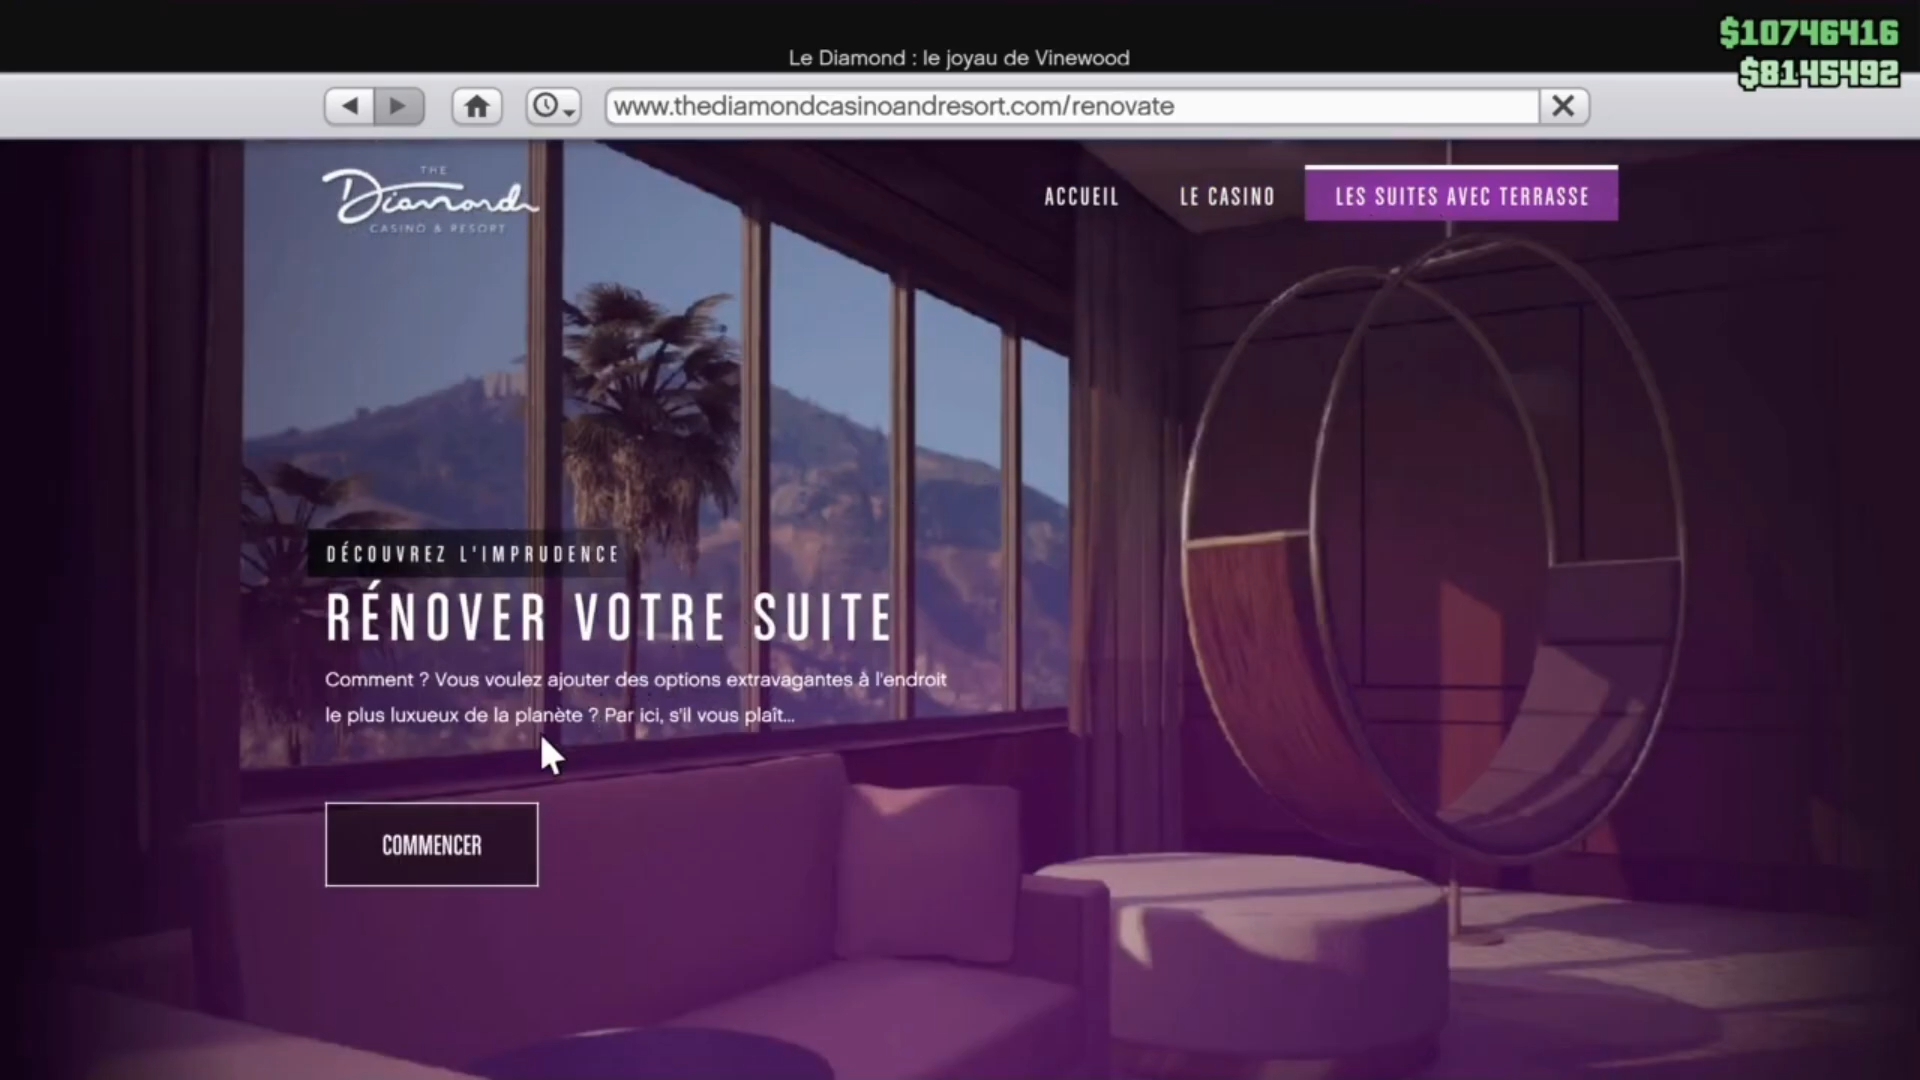 $10746416
$8145492
Le Diamond : le joyau de Vinewood
www.thediamondcasinoandresort.com/renovate
THE
Diamond
CASINO & RESORT
ACCUEIL
LE CASINO
LES SUITES AVEC TERRASSE
DÉCOUVREZ L'IMPRUDENCE
RÉNOVER VOTRE SUITE
Comment ? Vous voulez ajouter des options extravagantes à l'endroit
le plus luxueux de la planète ? Par ici, s'il vous plaît...
COMMENCER